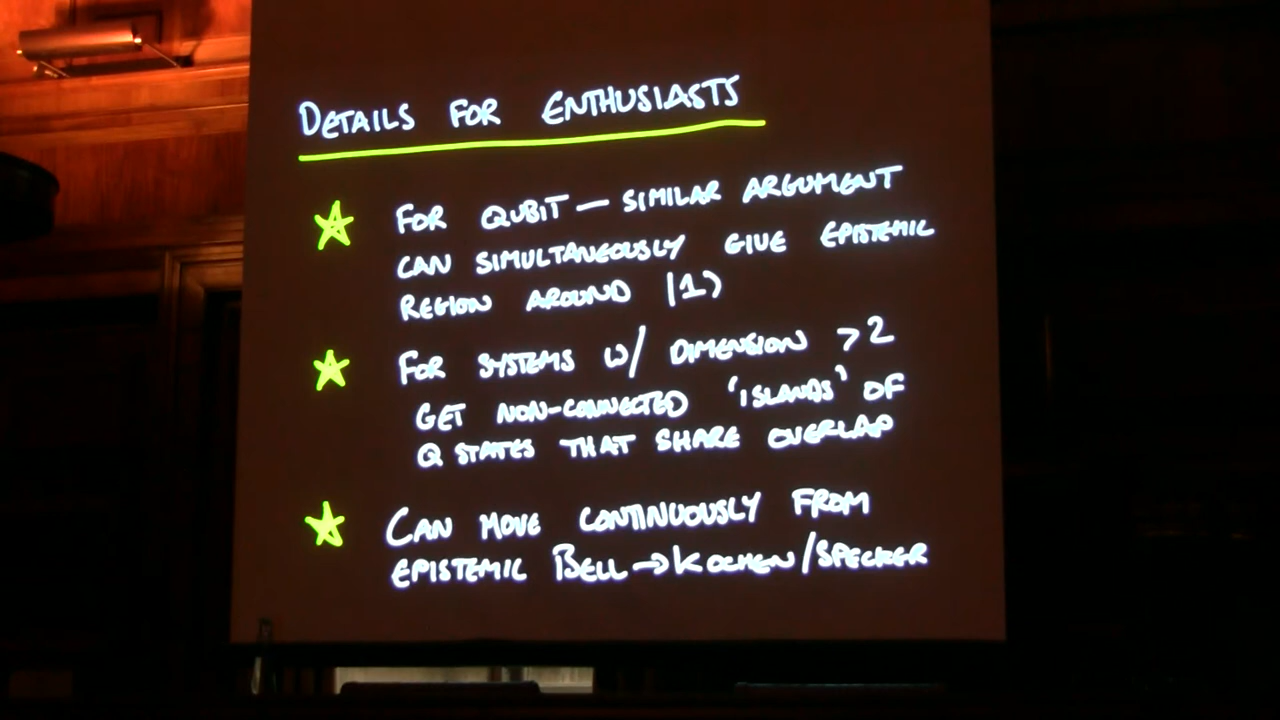 DETAILS FOR ENTHUSIASTS
FOR QUBIT — SIMILAR ARGUMENT
CAN SIMULTANEOUSLY GIVE EPISTEMIC
REGION AROUND |1⟩
FOR SYSTEMS W/ DIMENSION >2
GET NON-CONNECTED 'ISLANDS' OF
Q STATES THAT SHARE OVERLAP
CAN MOVE CONTINUOUSLY FROM
EPISTEMIC BELL→KOCHEN/SPECKER